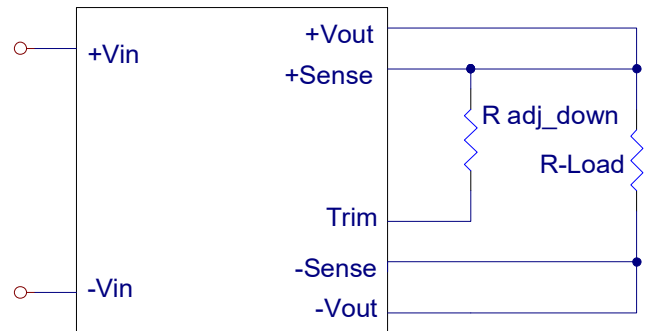 +Vout
+Vin
+Sense
R adj_down
R-Load
Trim
-Sense
-Vin
-Vout